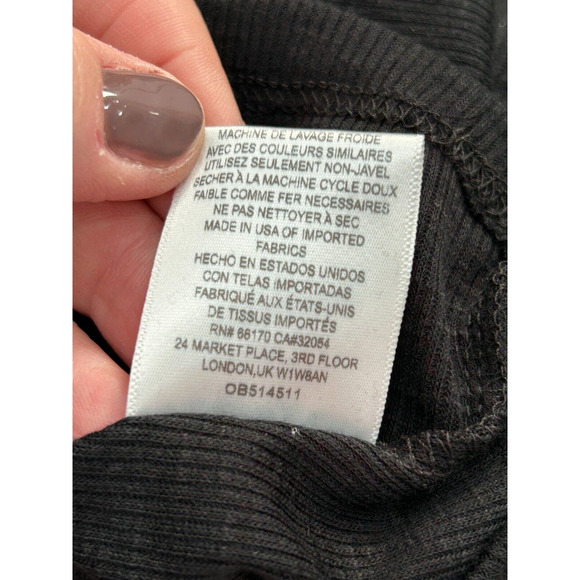 MACHINE DE LAVAGE FROIDE
AVEC DES COULEURS SIMILAIRES
UTILISEZ SEULEMENT NON-JAVEL
SECHER À LA MACHINE CYCLE DOUX
FAIBLE COMME FER NECESSAIRES
NE PAS NETTOYER À SEC
MADE IN USA OF IMPORTED
FABRICS
HECHO EN ESTADOS UNIDOS
CON TELAS IMPORTADAS
FABRIQUÉ AUX ÉTATS-UNIS
DE TISSUS IMPORTÉS
RN# 66170 CA#32054
24 MARKET PLACE, 3RD FLOOR
LONDON,UK W1W8AN
OB514511